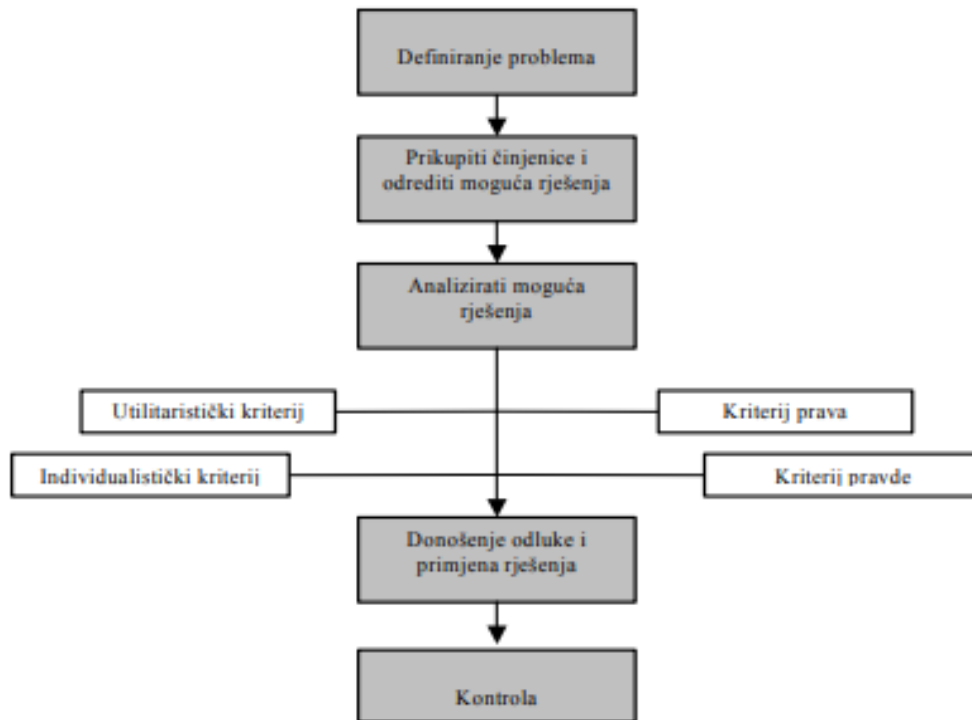 Definiranje problema
Prikupiti činjenice i
odrediti moguća rješenja
Analizirati moguća
rješenja
Utilitaristički kriterij
Kriterij prava
Individualistički kriterij
Kriterij pravde
Donošenje odluke i
primjena rješenja
Kontrola